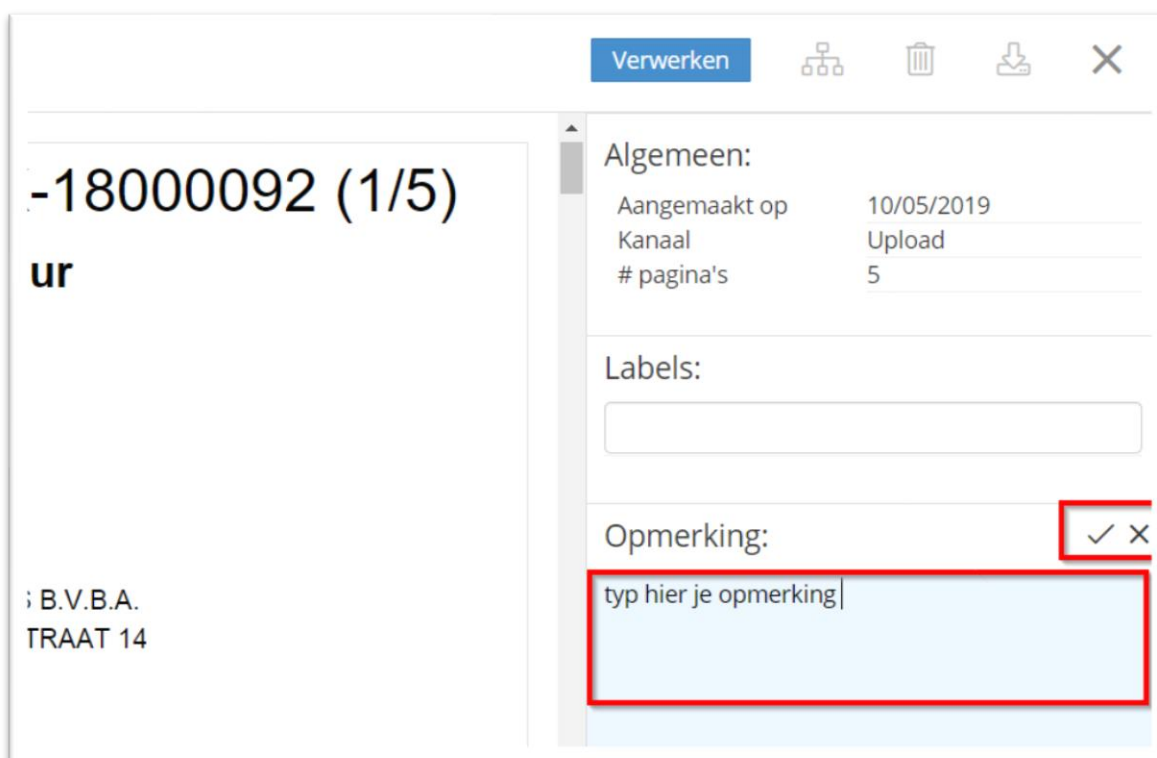 Verwerken
-18000092 (1/5)
ur
B.V.B.A.
TRAAT 14
Algemeen:
Aangemaakt op 10/05/2019
Kanaal Upload
# pagina's 5
Labels:
Opmerking:
typ hier je opmerking